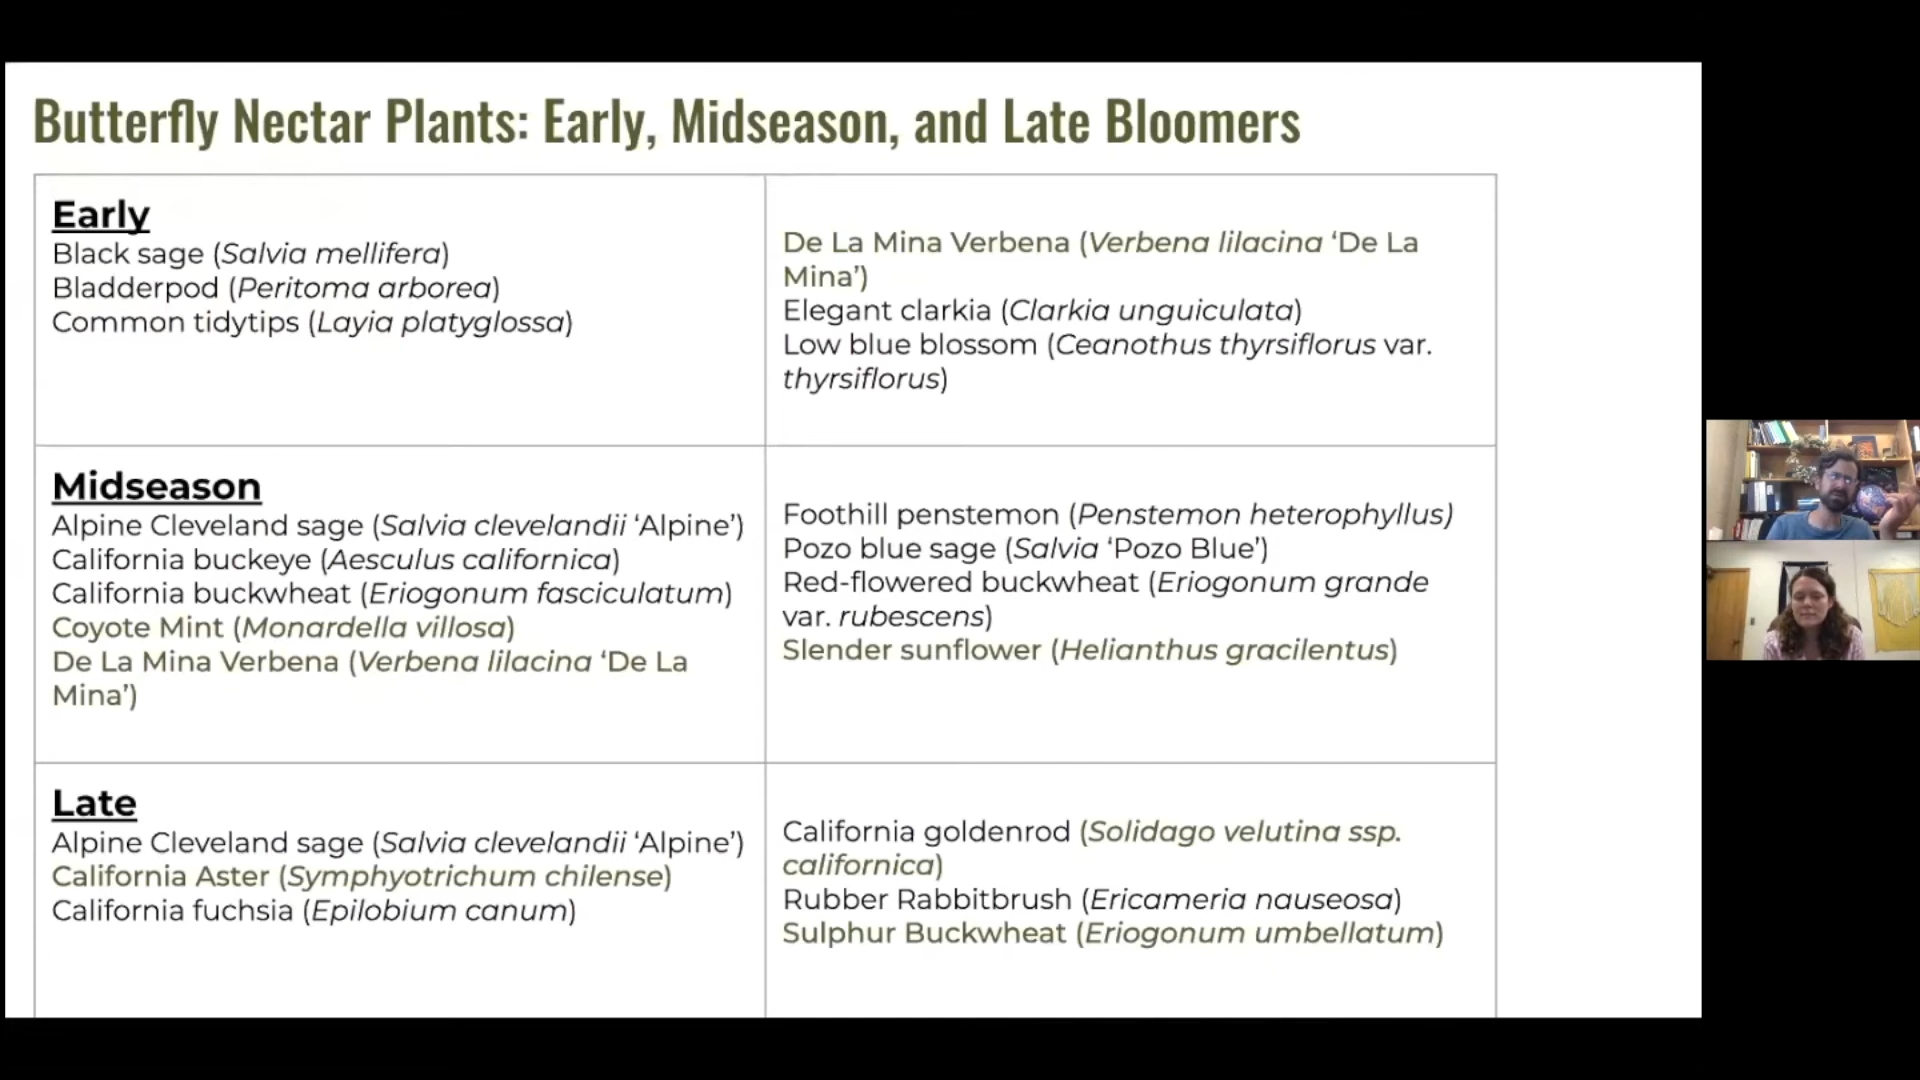 Butterfly Nectar Plants: Early, Midseason, and Late Bloomers
Early
Black sage (Salvia mellifera)
Bladderpod (Peritoma arborea)
Common tidytips (Layia platyglossa)
De La Mina Verbena (Verbena lilacina ‘De La
Mina’)
Elegant clarkia (Clarkia unguiculata)
Low blue blossom (Ceanothus thyrsiflorus var.
thyrsiflorus)
Midseason
Alpine Cleveland sage (Salvia clevelandii ‘Alpine’)
California buckeye (Aesculus californica)
California buckwheat (Eriogonum fasciculatum)
Coyote Mint (Monardella villosa)
De La Mina Verbena (Verbena lilacina ‘De La
Mina’)
Foothill penstemon (Penstemon heterophyllus)
Pozo blue sage (Salvia ‘Pozo Blue’)
Red-flowered buckwheat (Eriogonum grande
var. rubescens)
Slender sunflower (Helianthus gracilentus)
Late
Alpine Cleveland sage (Salvia clevelandii ‘Alpine’)
California Aster (Symphyotrichum chilense)
California fuchsia (Epilobium canum)
California goldenrod (Solidago velutina ssp.
californica)
Rubber Rabbitbrush (Ericameria nauseosa)
Sulphur Buckwheat (Eriogonum umbellatum)